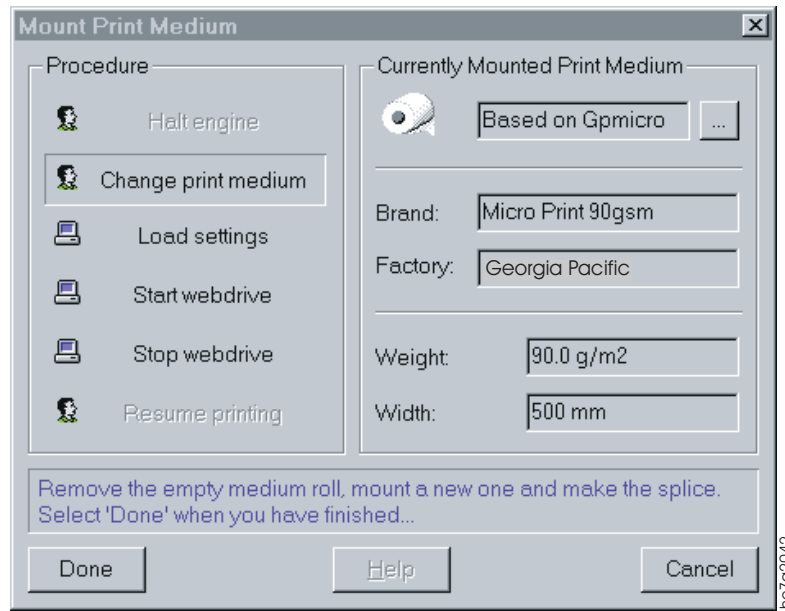 Mount Print Medium
Procedure
Halt engine
Change print medium
Load settings
Start webdrive
Stop webdrive
Resume printing
Currently Mounted Print Medium
Based on Gpmicro
...
Brand: Micro Print 90gsm
Factory: Georgia Pacific
Weight: 90.0 g/m2
Width: 500 mm
Remove the empty medium roll, mount a new one and make the splice.
Select 'Done' when you have finished...
Done
Help
Cancel